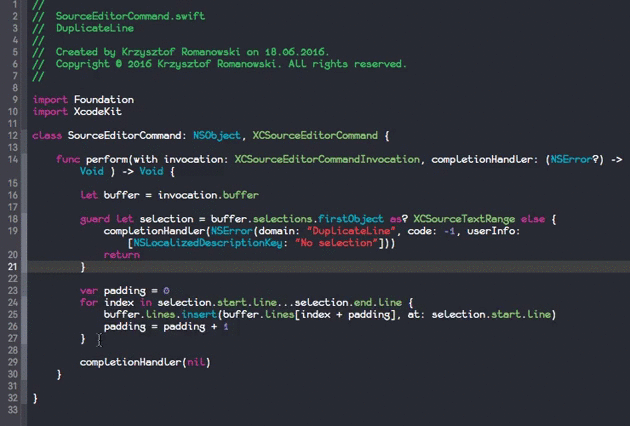 1 //
2 // SourceEditorCommand.swift
3 // DuplicateLine
4 //
5 // Created by Krzysztof Romanowski on 18.06.2016.
6 // Copyright © 2016 Krzysztof Romanowski. All rights reserved.
7 //
8
9 import Foundation
10 import XcodeKit
11
12 class SourceEditorCommand: NSObject, XCSourceEditorCommand {
13
14 func perform(with invocation: XCSourceEditorCommandInvocation, completionHandler: (NSError?) ->
Void ) -> Void {
15
16 let buffer = invocation.buffer
17
18 guard let selection = buffer.selections.firstObject as? XCSourceTextRange else {
19 completionHandler(NSError(domain: "DupLicateLine", code: -1, userInfo:
[NSLocalizedDescriptionKey: "No selection"]))
20 return
21 }
22
23 var padding = 0
24 for index in selection.start.line...selection.end.line {
25 buffer.lines.insert(buffer.lines[index + padding], at: selection.start.line)
26 padding = padding + 1
27 }
28
29 completionHandler(nil)
30 }
31
32 }
33